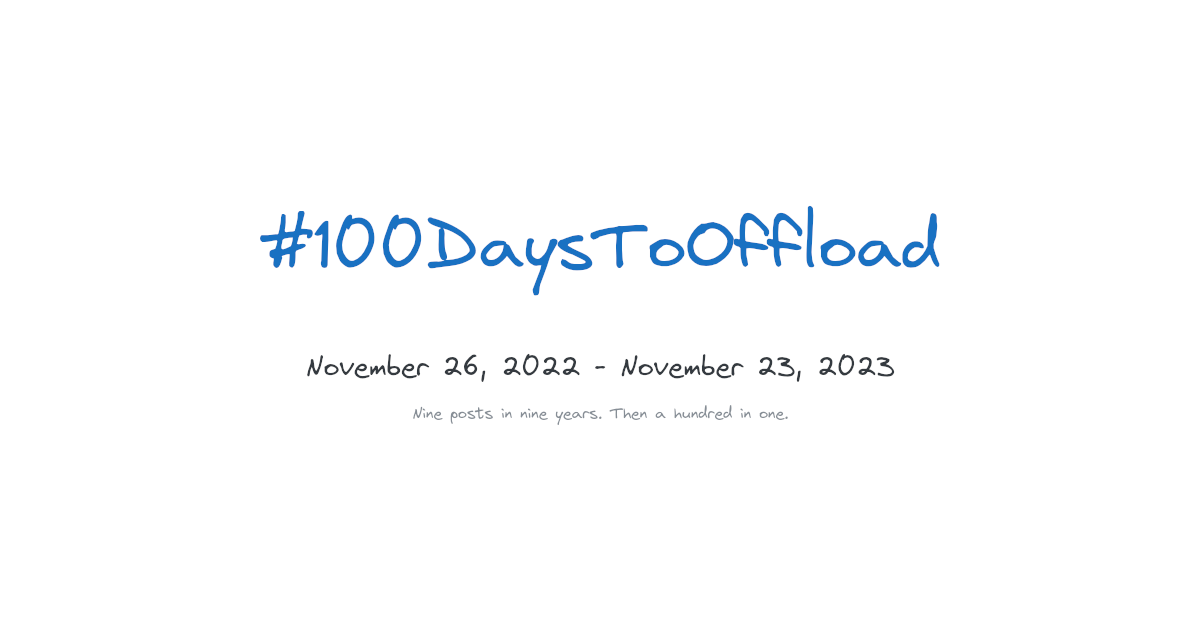 #100DaysToOffload
November 26, 2022 - November 23, 2023
Nine posts in nine years. Then a hundred in one.